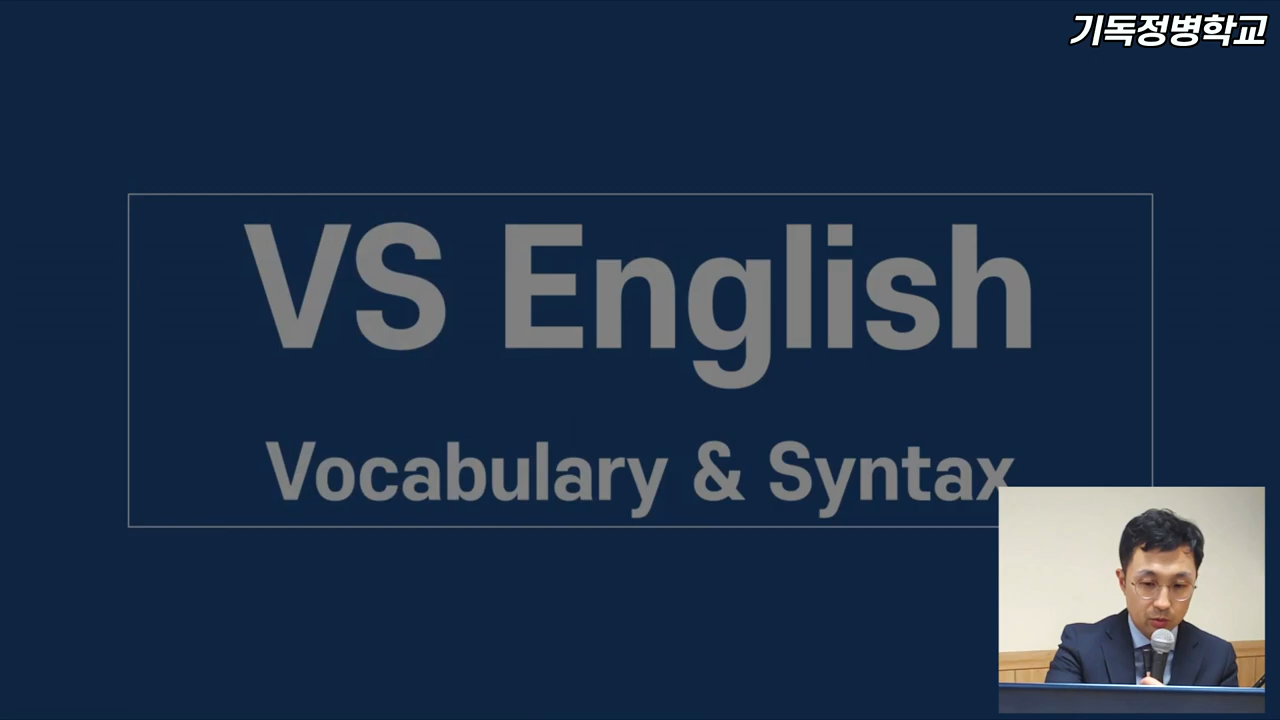 기독정병학교
VS English
Vocabulary & Syntax